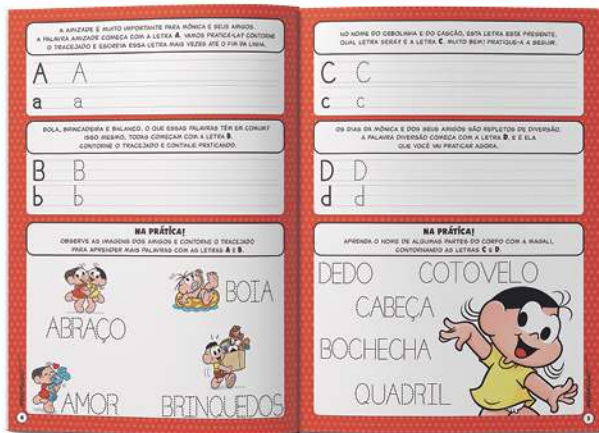 A AMIZADE É MUITO IMPORTANTE PARA MÔNICA E SEUS AMIGOS.
A PALAVRA AMIZADE COMEÇA COM A LETRA A. VAMOS PRATICÁ-LA? CONTORNE
O TRACEJADO E ESCREVA ESSA LETRA MAIS VEZES ATÉ O FIM DA LINHA.
A A
a a
BOLA, BRINCADEIRA E BALANÇO. O QUE ESSAS PALAVRAS TÊM EM COMUM?
ISSO MESMO, TODAS COMEÇAM COM A LETRA B.
CONTORNE O TRACEJADO E CONTINUE PRATICANDO.
B B
b b
NA PRÁTICA!
OBSERVE AS IMAGENS DOS AMIGOS E CONTORNE O TRACEJADO
PARA APRENDER MAIS PALAVRAS COM AS LETRAS A E B.
BOIA
ABRAÇO
AMOR
BRINQUEDOS
4
NO NOME DO CEBOLINHA E DO CASCÃO, ESTA LETRA ESTÁ PRESENTE.
QUAL LETRA SERÁ? É A LETRA C. MUITO BEM! PRATIQUE-A A SEGUIR.
C C
c c
OS DIAS DA MÔNICA E DOS SEUS AMIGOS SÃO REPLETOS DE DIVERSÃO.
A PALAVRA DIVERSÃO COMEÇA COM A LETRA D, E É ELA
QUE VOCÊ VAI PRATICAR AGORA.
D D
d d
NA PRÁTICA!
APRENDA O NOME DE ALGUMAS PARTES DO CORPO COM A MAGALI,
CONTORNANDO AS LETRAS C E D.
DEDO COTOVELO
CABEÇA
BOCHECHA
QUADRIL
5